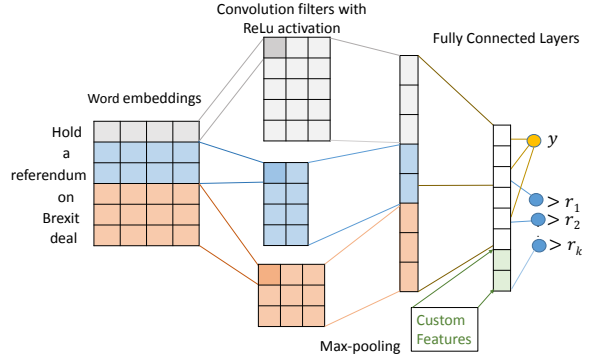 Convolution filters with
ReLu activation
Fully Connected Layers
Word embeddings
Hold
a
referendum
on
Brexit
deal
y
> r1
> r2
> rk
Custom
Features
Max-pooling